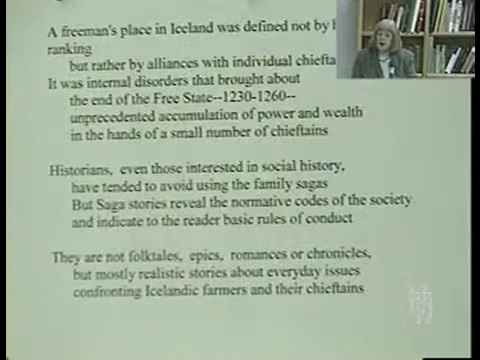 A freeman's place in Iceland was defined not by
ranking
but rather by alliances with individual
It was internal disorders that brought about
the end of the Free State--1230-1260--
unprecedented accumulation of power and wealth
in the hands of a small number of chieftains
Historians, even those interested in social history,
have tended to avoid using the family sagas
But Saga stories reveal the normative codes of the society
and indicate to the reader basic rules of conduct
They are not folktales, epics, romances or chronicles,
but mostly realistic stories about everyday issues
confronting Icelandic farmers and their chieftains